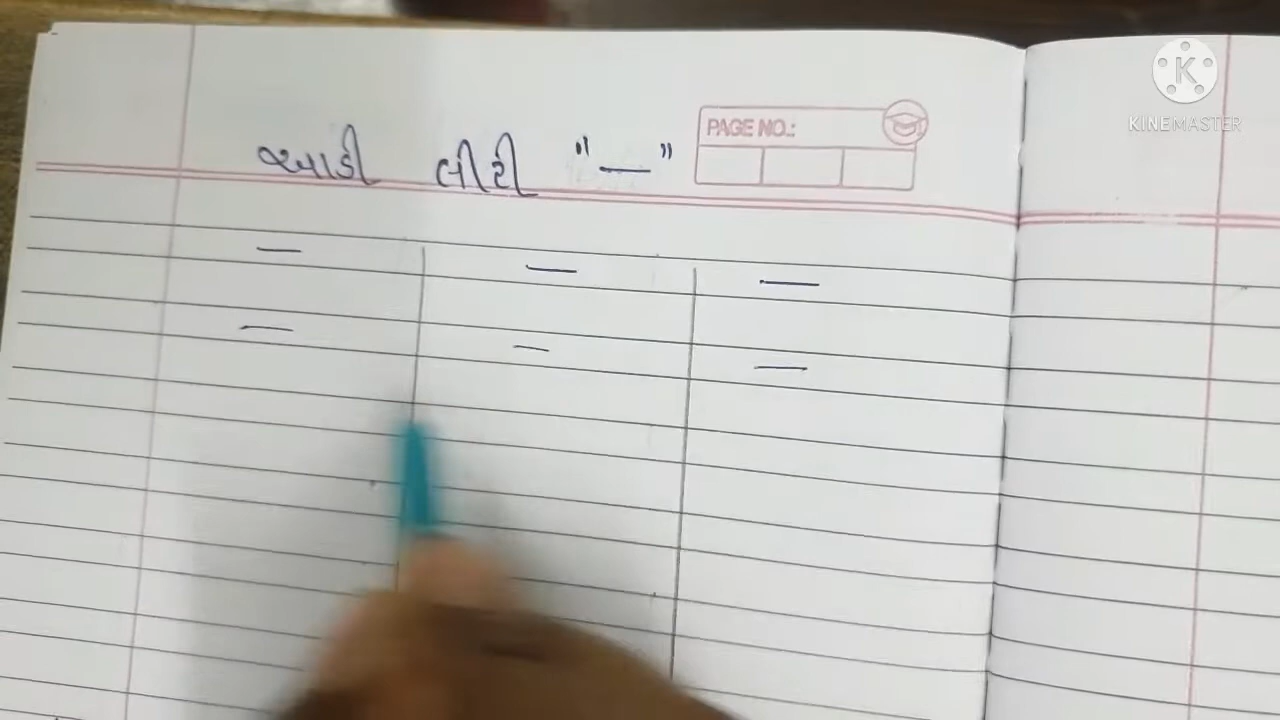 આડી લીટી "—"
PAGE NO.:
— — —
— — —
KINEMASTER